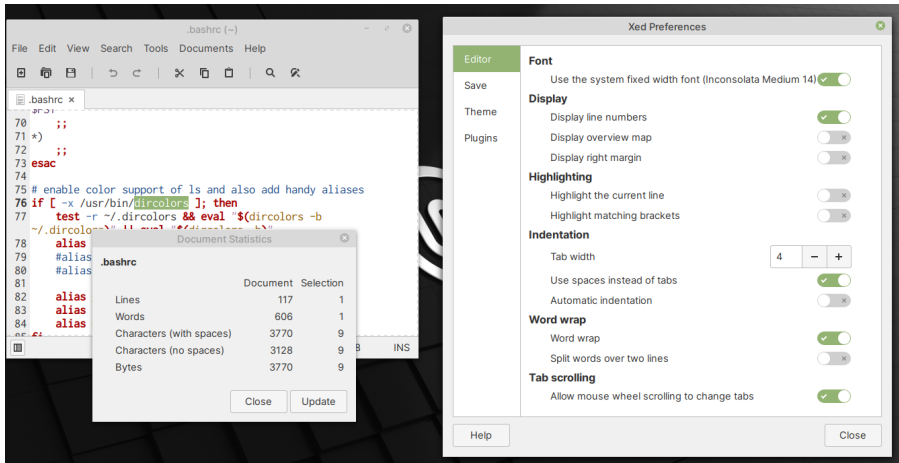 .bashrc (~)
File Edit View Search Tools Documents Help
.bashrc ×
70 ;;
71 *)
72 ;;
73 esac
74
75 # enable color support of ls and also add handy aliases
76 if [ -x /usr/bin/dircolors ]; then
77 test -r ~/.dircolors && eval "$(dircolors -b
78 alias
79 #alias
80 #alias
81
82 alias
83 alias
84 alias
INS
Document Statistics
.bashrc
Document Selection
Lines 117 1
Words 606 1
Characters (with spaces) 3770 9
Characters (no spaces) 3128 9
Bytes 3770 9
Close Update
Xed Preferences
Editor
Save
Theme
Plugins
Font
Use the system fixed width font (Inconsolata Medium 14)
Display
Display line numbers
Display overview map
Display right margin
Highlighting
Highlight the current line
Highlight matching brackets
Indentation
Tab width 4 − +
Use spaces instead of tabs
Automatic indentation
Word wrap
Word wrap
Split words over two lines
Tab scrolling
Allow mouse wheel scrolling to change tabs
Help Close